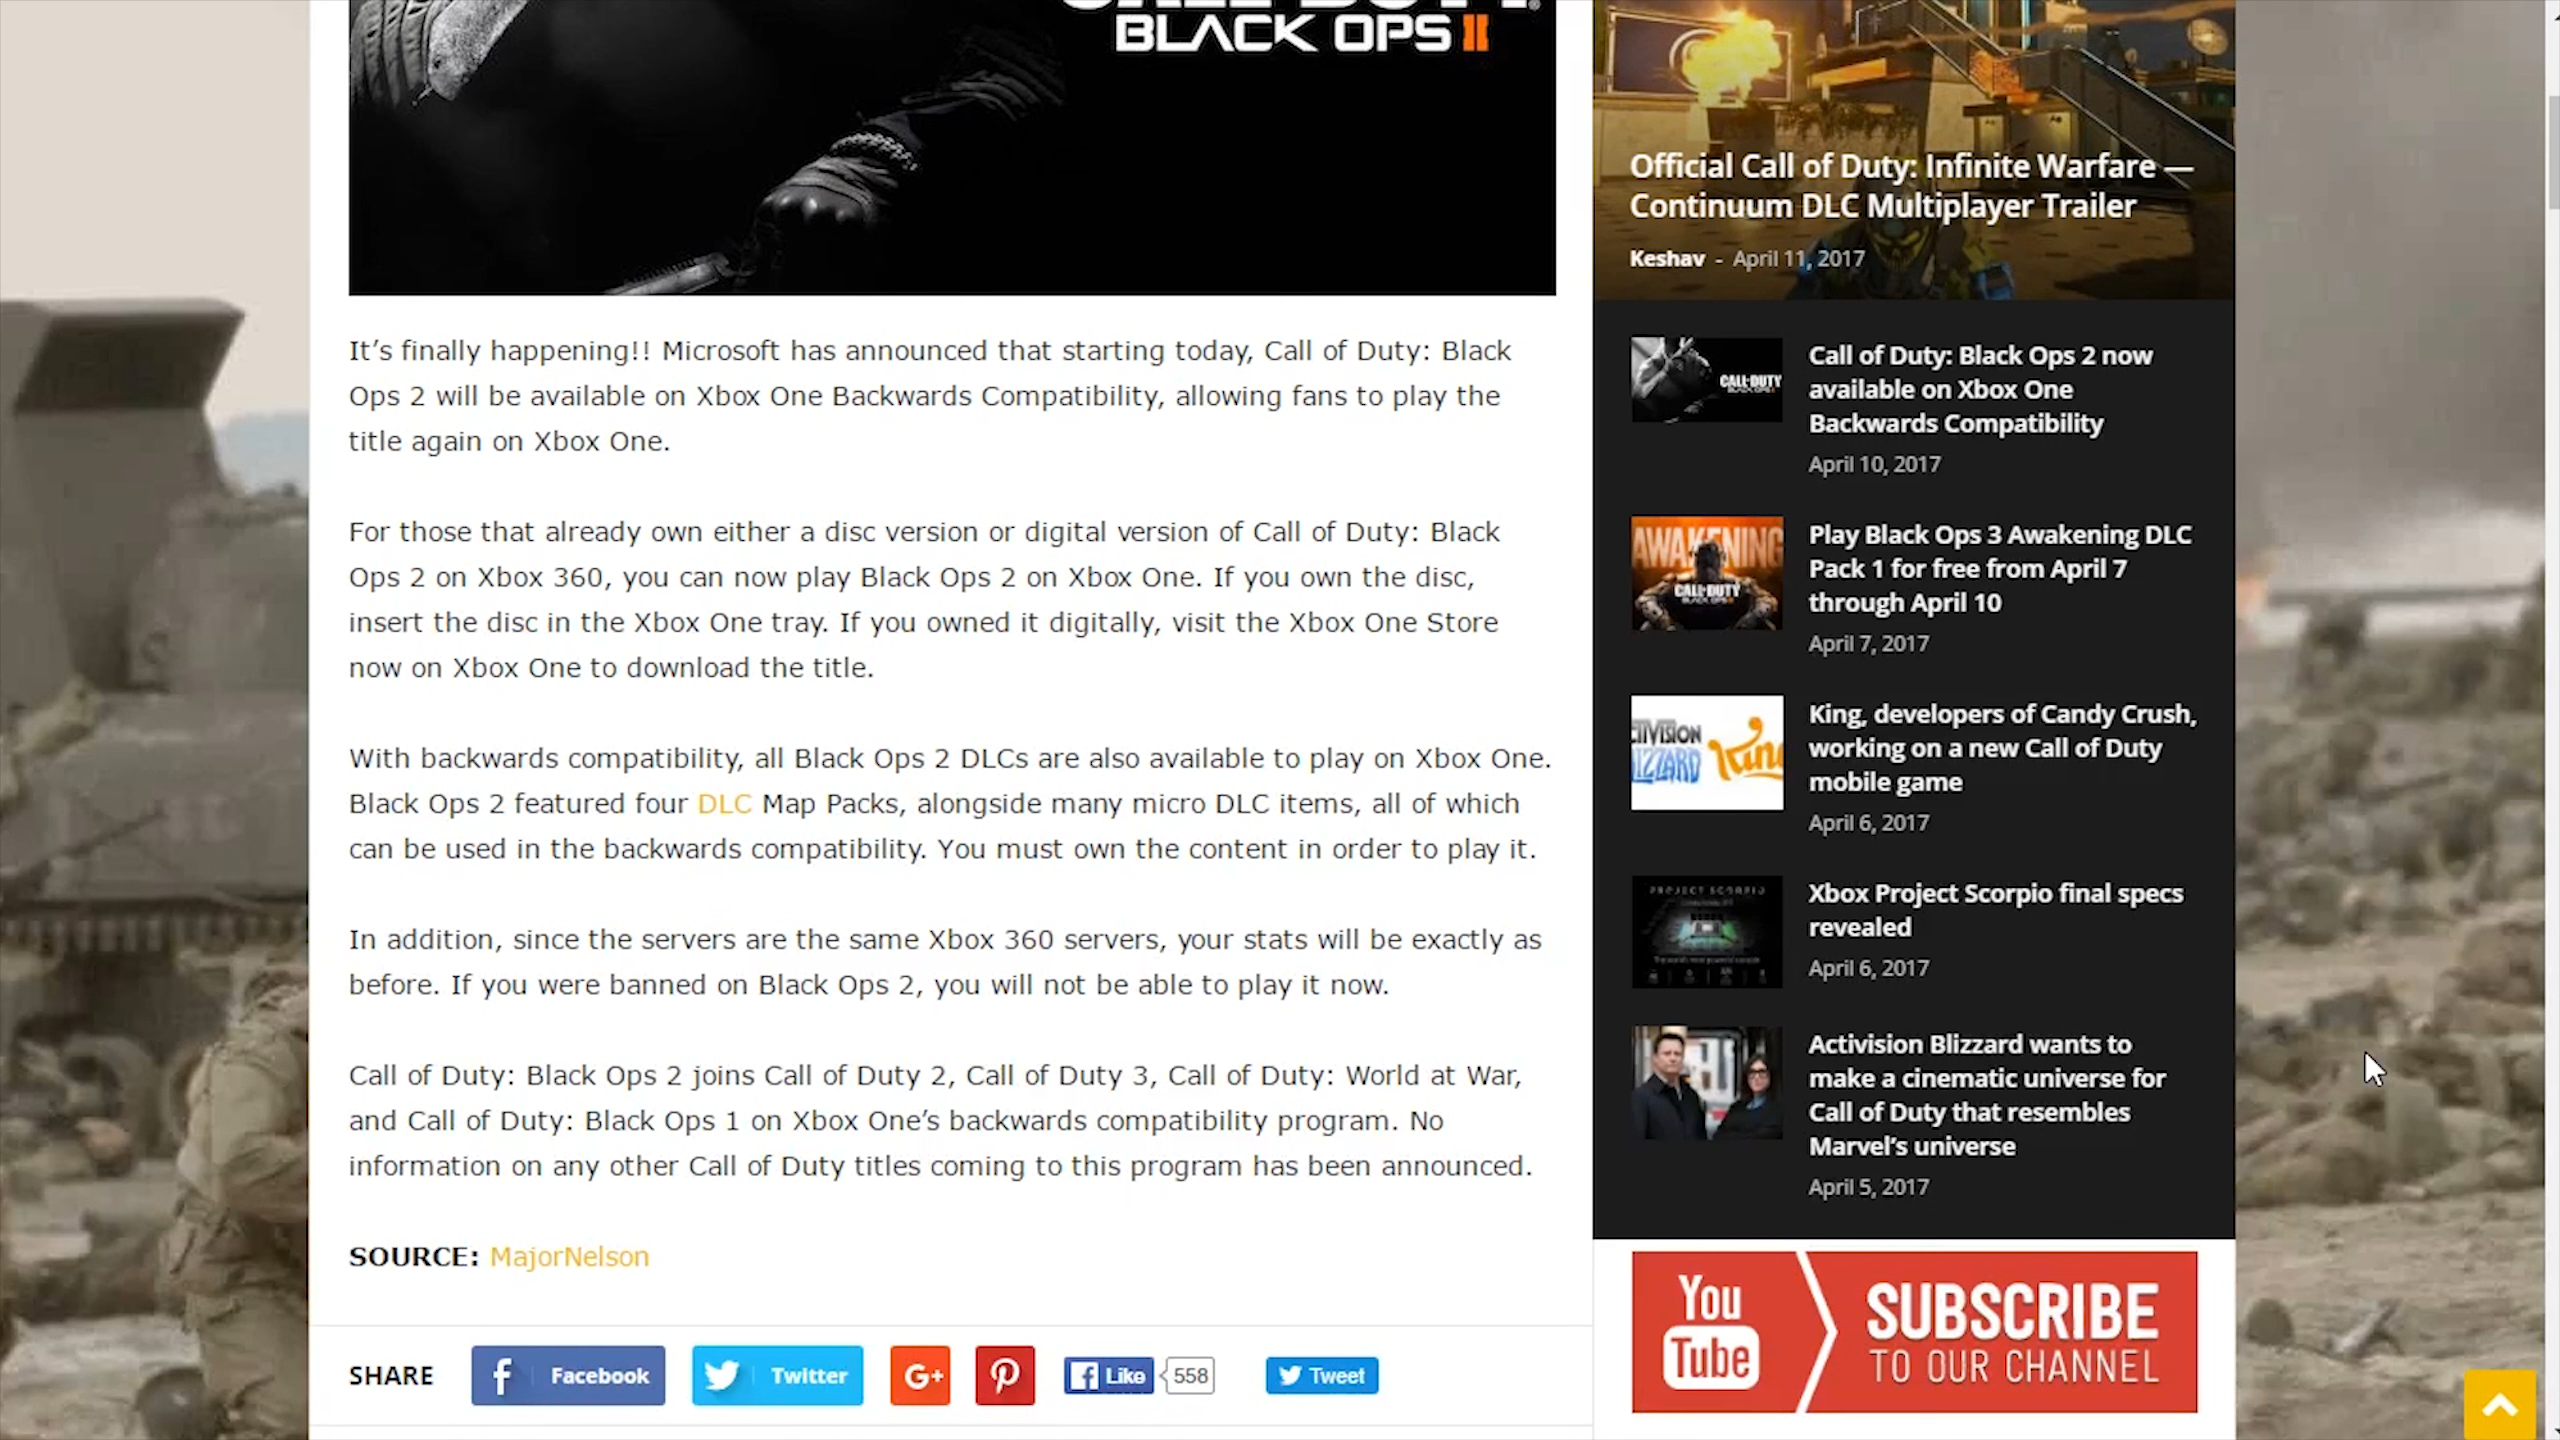 BLACK OPS II
It’s finally happening!! Microsoft has announced that starting today, Call of Duty: Black
Ops 2 will be available on Xbox One Backwards Compatibility, allowing fans to play the
title again on Xbox One.
For those that already own either a disc version or digital version of Call of Duty: Black
Ops 2 on Xbox 360, you can now play Black Ops 2 on Xbox One. If you own the disc,
insert the disc in the Xbox One tray. If you owned it digitally, visit the Xbox One Store
now on Xbox One to download the title.
With backwards compatibility, all Black Ops 2 DLCs are also available to play on Xbox One.
Black Ops 2 featured four DLC Map Packs, alongside many micro DLC items, all of which
can be used in the backwards compatibility. You must own the content in order to play it.
In addition, since the servers are the same Xbox 360 servers, your stats will be exactly as
before. If you were banned on Black Ops 2, you will not be able to play it now.
Call of Duty: Black Ops 2 joins Call of Duty 2, Call of Duty 3, Call of Duty: World at War,
and Call of Duty: Black Ops 1 on Xbox One’s backwards compatibility program. No
information on any other Call of Duty titles coming to this program has been announced.
SOURCE: MajorNelson
SHARE Facebook Twitter G+ Like 558 Tweet
Official Call of Duty: Infinite Warfare —
Continuum DLC Multiplayer Trailer
Keshav - April 11, 2017
CALL·DUTY
Call of Duty: Black Ops 2 now
available on Xbox One
Backwards Compatibility
April 10, 2017
AWAKENING
CALL·DUTY
Play Black Ops 3 Awakening DLC
Pack 1 for free from April 7
through April 10
April 7, 2017
King
King, developers of Candy Crush,
working on a new Call of Duty
mobile game
April 6, 2017
PROJECT SCORPIO
Xbox Project Scorpio final specs
revealed
April 6, 2017
Activision Blizzard wants to
make a cinematic universe for
Call of Duty that resembles
Marvel’s universe
April 5, 2017
You
Tube
SUBSCRIBE
TO OUR CHANNEL